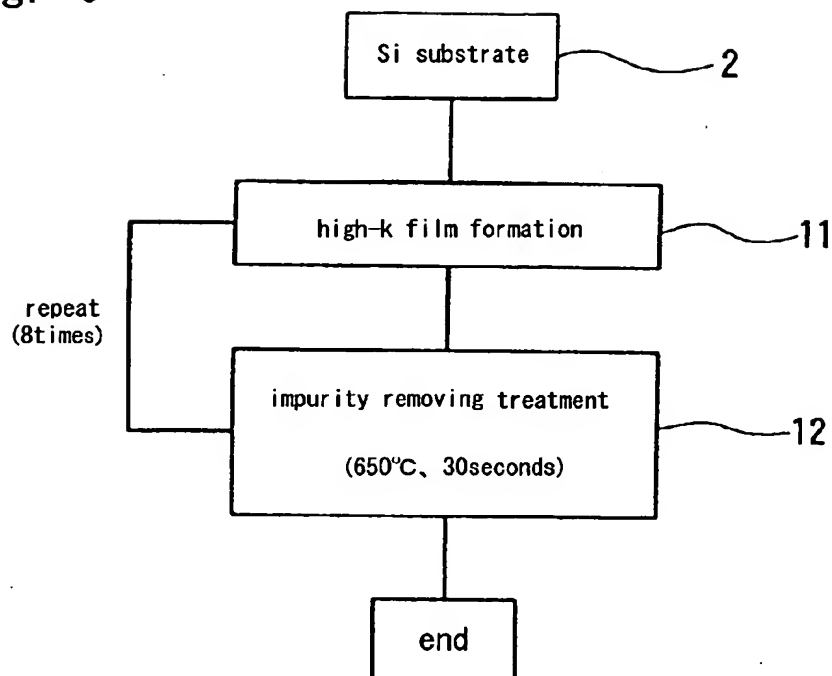 Si substrate
2
high-k film formation
11
repeat
(8times)
impurity removing treatment
12
(650℃、30seconds)
end